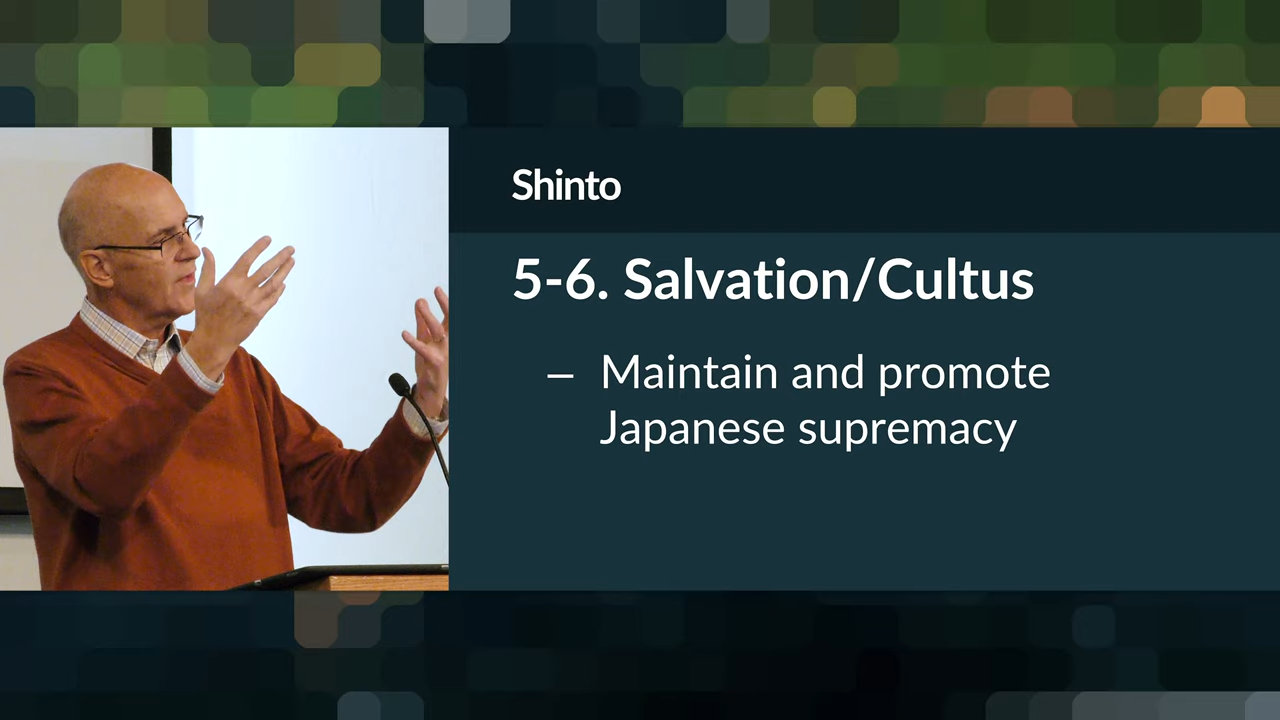 Shinto
5-6. Salvation/Cultus
– Maintain and promote
Japanese supremacy